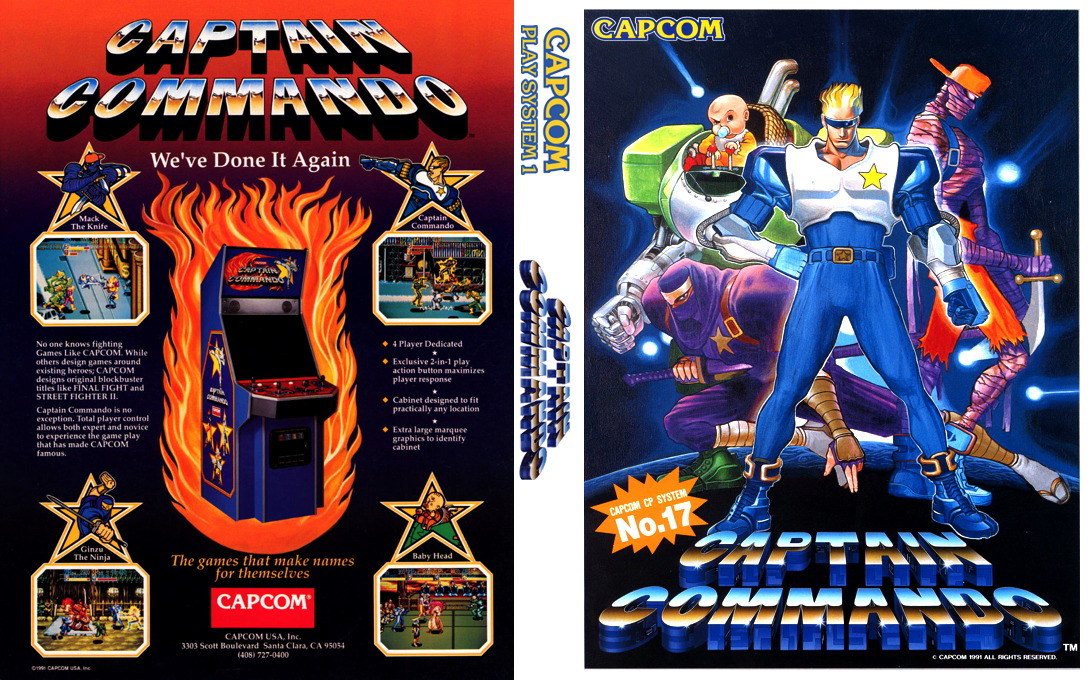 CAPTAIN
COMMANDO
™
We've Done It Again
Mack
The Knife
Captain
Commando
CAPTAIN
COMMANDO
No one knows fighting
Games Like CAPCOM. While
others design games around
existing heroes; CAPCOM
designs original blockbuster
titles like FINAL FIGHT and
STREET FIGHTER II.
Captain Commando is no
exception. Total player control
allows both expert and novice
to experience the game play
that has made CAPCOM
famous.
◆ 4 Player Dedicated
★
◆ Exclusive 2-in-1 play
action button maximizes
player response
★
◆ Cabinet designed to fit
practically any location
★
◆ Extra large marquee
graphics to identify
cabinet
CAPTAIN
COMMANDO
Ginzu
The Ninja
Baby Head
The games that make names
for themselves
CAPCOM®
CAPCOM USA, Inc.
3303 Scott Boulevard Santa Clara, CA 95054
(408) 727-0400
©1991 CAPCOM USA, Inc.
CAPCOM
PLAY SYSTEM 1
CAPTAIN
COMMANDO
CAPCOM
CAPCOM CP SYSTEM
No.17
CAPTAIN
COMMANDO
TM
© CAPCOM 1991 ALL RIGHTS RESERVED.